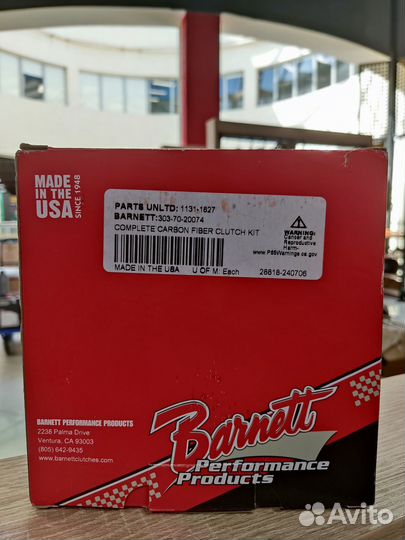 MADE
IN THE
USA
SINCE 1948
PARTS UNLTD: 1131-1827
BARNETT:303-70-20074
COMPLETE CARBON FIBER CLUTCH KIT
MADE IN THE USA U OF M: Each
WARNING:
Cancer and
Reproductive
Harm-
www.P65Warnings.ca.gov
28818-240706
BARNETT PERFORMANCE PRODUCTS
2238 Palma Drive
Ventura, CA 93003
(805) 642-9435
www.barnettclutches.com
Barnett
Performance
Products
Avito